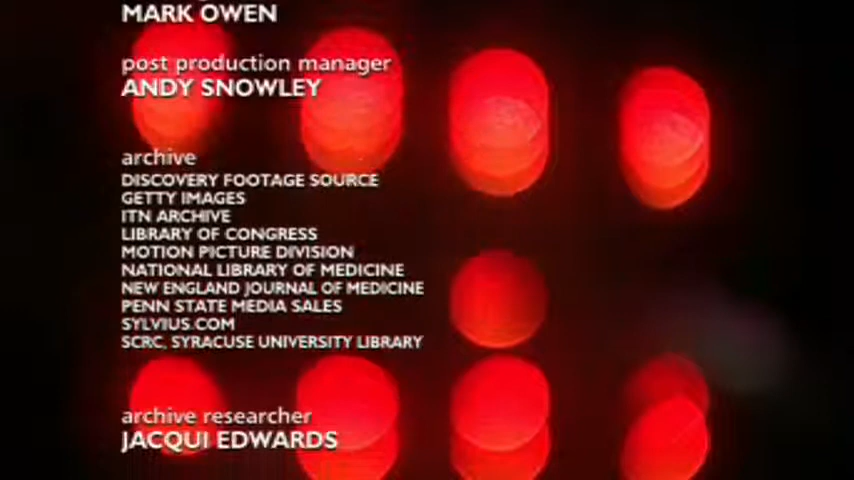 MARK OWEN
post production manager
ANDY SNOWLEY
archive
DISCOVERY FOOTAGE SOURCE
GETTY IMAGES
ITN ARCHIVE
LIBRARY OF CONGRESS
MOTION PICTURE DIVISION
NATIONAL LIBRARY OF MEDICINE
NEW ENGLAND JOURNAL OF MEDICINE
PENN STATE MEDIA SALES
SYLVIUS.COM
SCRC, SYRACUSE UNIVERSITY LIBRARY
archive researcher
JACQUI EDWARDS